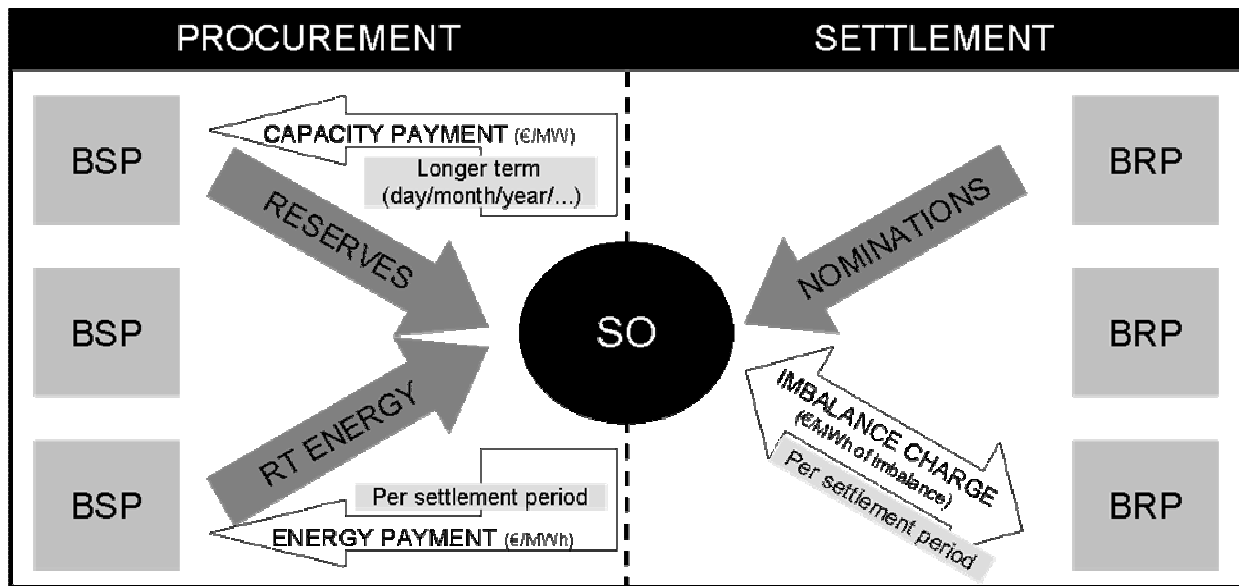 PROCUREMENT
SETTLEMENT
BSP
CAPACITY PAYMENT (€/MW)
Longer term
(day/month/year/...)
RESERVES
BSP
RT ENERGY
BSP
Per settlement period
ENERGY PAYMENT (€/MWh)
SO
NOMINATIONS
BRP
BRP
IMBALANCE CHARGE
(€/MWh of Imbalance)
Per settlement period
BRP